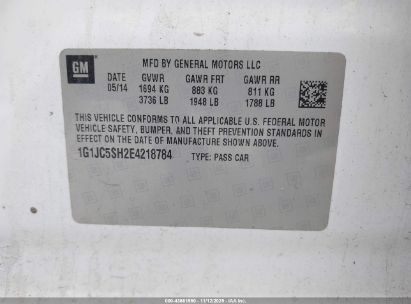 GM
MFD BY GENERAL MOTORS LLC
DATE GVWR GAWR FRT GAWR RR
05/14 1694 KG 883 KG 811 KG
3736 LB 1948 LB 1788 LB
THIS VEHICLE CONFORMS TO ALL APPLICABLE U.S. FEDERAL MOTOR
VEHICLE SAFETY, BUMPER, AND THEFT PREVENTION STANDARDS IN
EFFECT ON THE DATE OF MANUFACTURE SHOWN ABOVE.
1G1JC5SH2E4218784 TYPE: PASS CAR